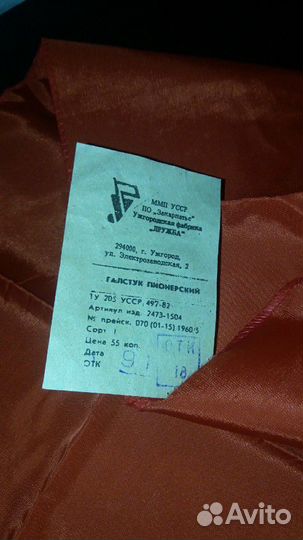 ММП УССР
ПО „Закарпатье"
Ужгородская фабрика
„ДРУЖБА"
294000, г. Ужгород,
ул. Электрозаводская, 2
ГАЛСТУК ПИОНЕРСКИЙ
ТУ 205 УССР 497-82
Артикул изд. 2473-1504
№ прейск. 070 (01-15) 1960/5
Сорт 1
Цена 55 коп.
Дата
ОТК
ОТК
18
Avito